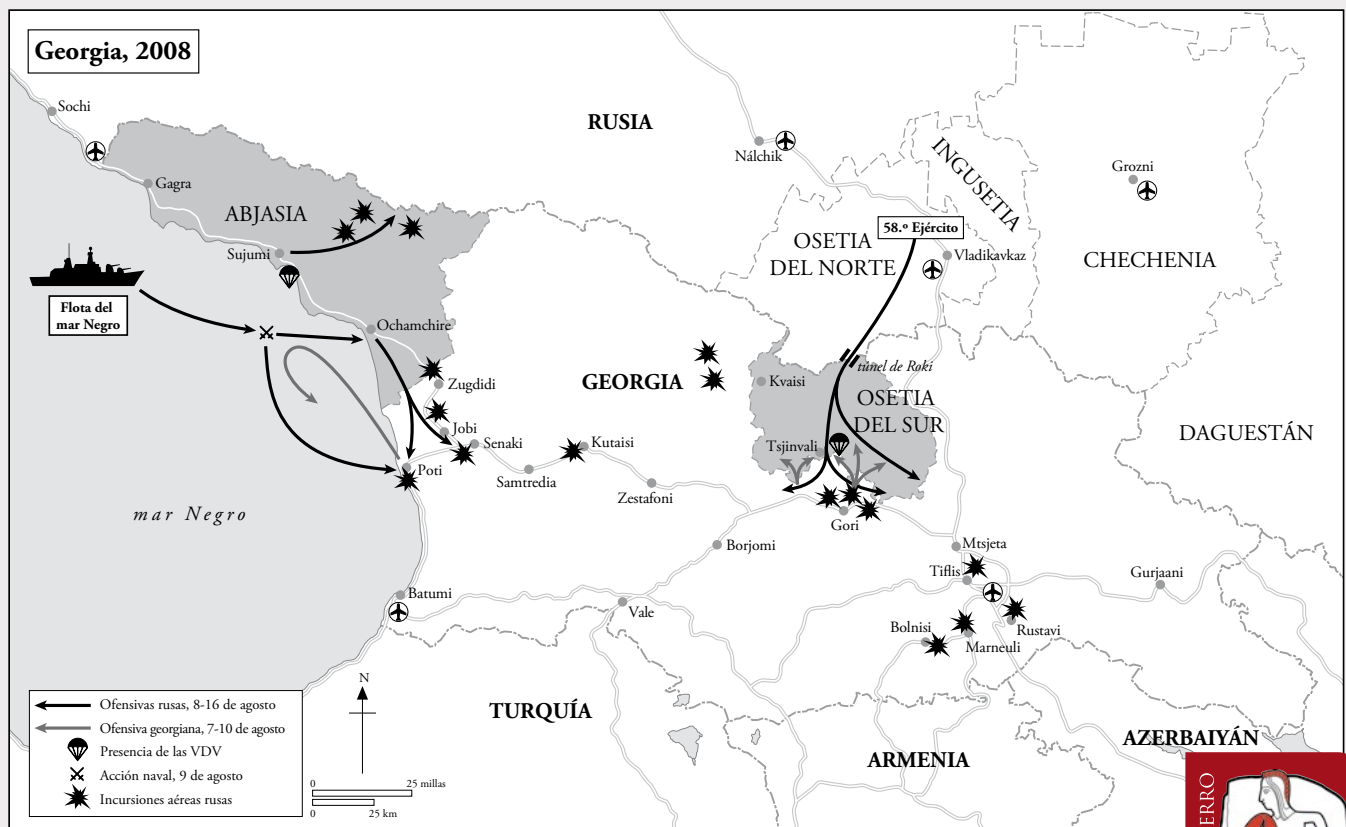 Georgia, 2008
Sochi
Gagra
ABJASIA
Sujumi
Flota del
mar Negro
Ochamchire
Zugdidi
Jobi
Senaki
Poti
Samtredia
Kutaisi
Zestafoni
RUSIA
GEORGIA
Nálchik
INGUSETIA
Grozni
58.º Ejército
OSETIA
DEL NORTE
Vladikavkaz
CHECHENIA
túnel de Roki
Kvaisi
OSETIA
DEL SUR
Tsjinvali
DAGUESTÁN
Gori
mar Negro
Borjomi
Mtsjeta
Tiflis
Gurjaani
Batumi
Vale
Bolnisi
Marneuli
Rustavi
TURQUÍA
ARMENIA
AZERBAIYÁN
Ofensivas rusas, 8-16 de agosto
Ofensiva georgiana, 7-10 de agosto
Presencia de las VDV
Acción naval, 9 de agosto
Incursiones aéreas rusas
N
0 25 millas
0 25 km
ERRO